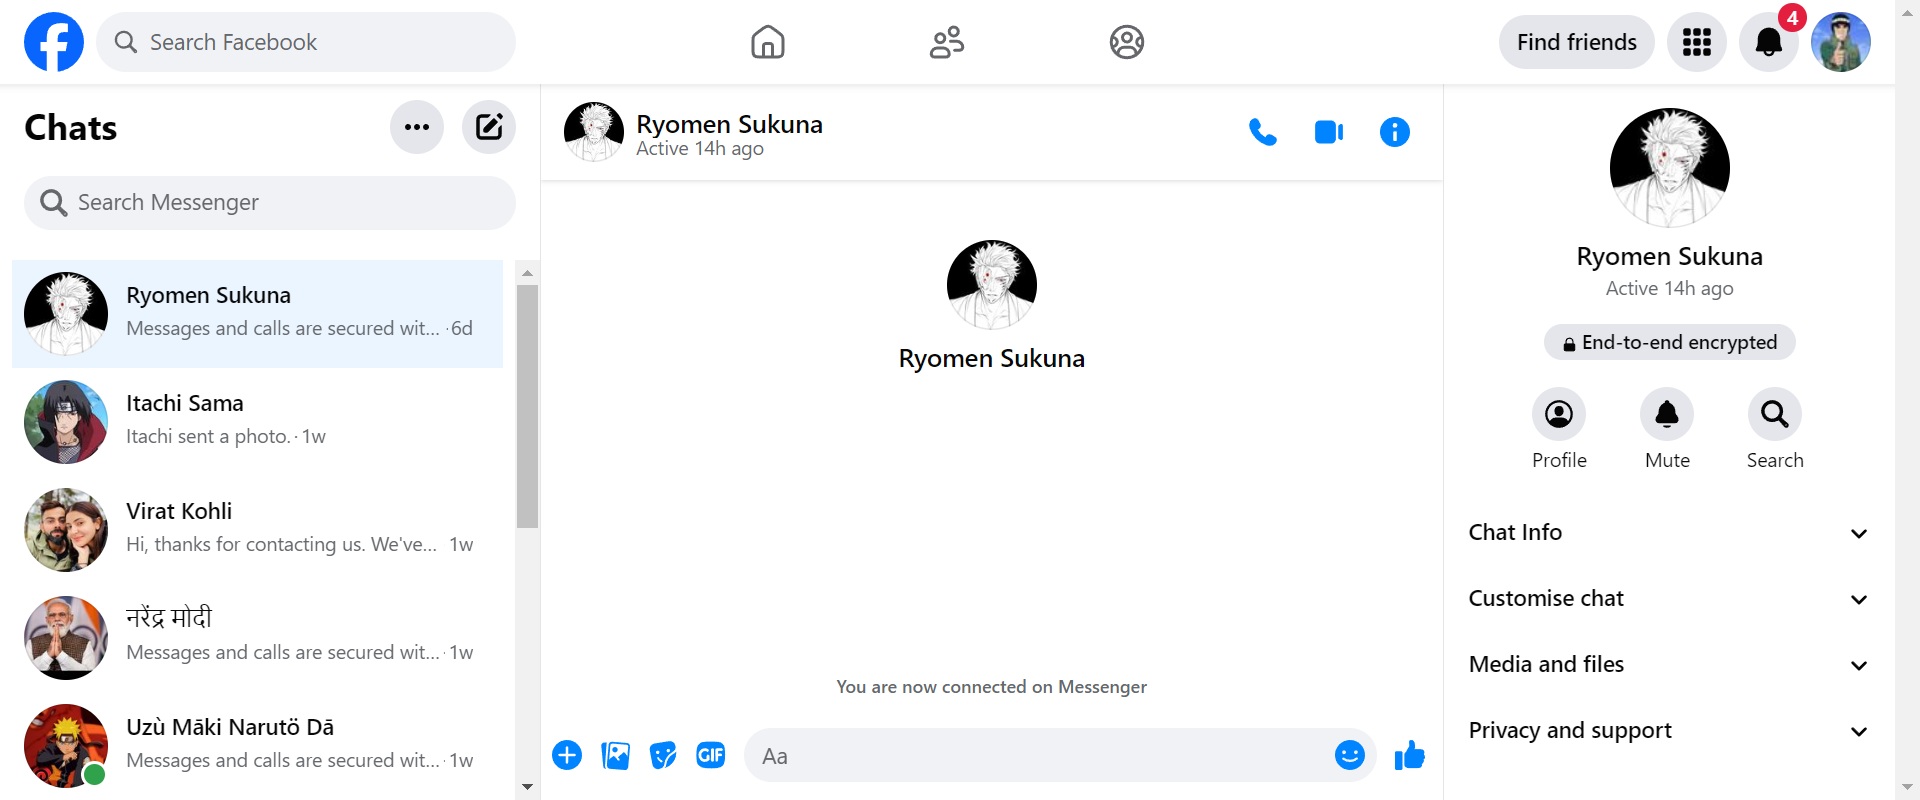 Search Facebook
Find friends
4
Chats
Search Messenger
Ryomen Sukuna
Messages and calls are secured wit... · 6d
Itachi Sama
Itachi sent a photo. · 1w
Virat Kohli
Hi, thanks for contacting us. We've... 1w
नरेंद्र मोदी
Messages and calls are secured wit... · 1w
Uzù Māki Narutö Dā
Messages and calls are secured wit... · 1w
Ryomen Sukuna
Active 14h ago
Ryomen Sukuna
You are now connected on Messenger
GIF
Aa
Ryomen Sukuna
Active 14h ago
End-to-end encrypted
Profile
Mute
Search
Chat Info
Customise chat
Media and files
Privacy and support